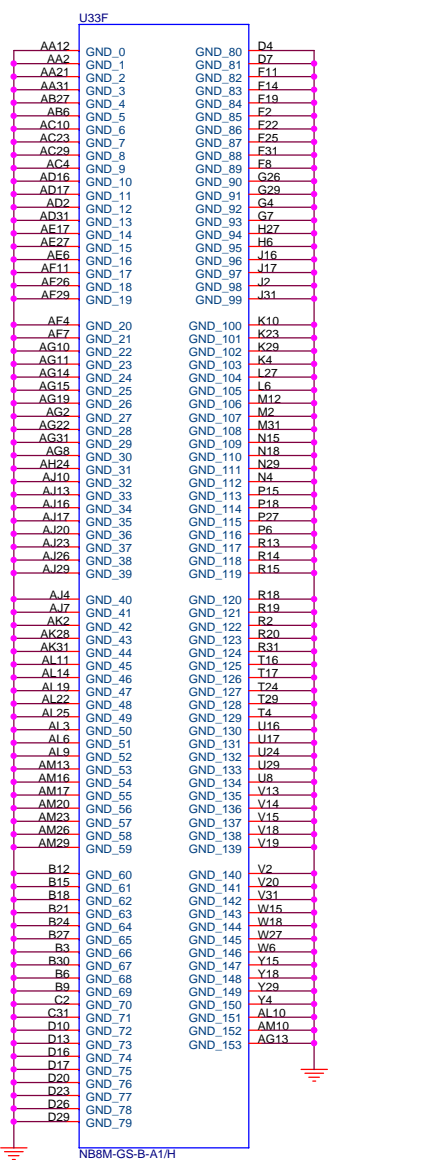 U33F
AA12 GND_0 GND_80 D4
AA2 GND_1 GND_81 D7
AA21 GND_2 GND_82 F11
AA31 GND_3 GND_83 F14
AB27 GND_4 GND_84 F19
AB6 GND_5 GND_85 F2
AC10 GND_6 GND_86 F22
AC23 GND_7 GND_87 F25
AC29 GND_8 GND_88 F31
AC4 GND_9 GND_89 F8
AD16 GND_10 GND_90 G26
AD17 GND_11 GND_91 G29
AD2 GND_12 GND_92 G4
AD31 GND_13 GND_93 G7
AE17 GND_14 GND_94 H27
AE27 GND_15 GND_95 H6
AE6 GND_16 GND_96 J16
AF11 GND_17 GND_97 J17
AF26 GND_18 GND_98 J2
AF29 GND_19 GND_99 J31
AF4 GND_20 GND_100 K10
AF7 GND_21 GND_101 K23
AG10 GND_22 GND_102 K29
AG11 GND_23 GND_103 K4
AG14 GND_24 GND_104 L27
AG15 GND_25 GND_105 L6
AG19 GND_26 GND_106 M12
AG2 GND_27 GND_107 M2
AG22 GND_28 GND_108 M31
AG31 GND_29 GND_109 N15
AG8 GND_30 GND_110 N18
AH24 GND_31 GND_111 N29
AJ10 GND_32 GND_112 N4
AJ13 GND_33 GND_113 P15
AJ16 GND_34 GND_114 P18
AJ17 GND_35 GND_115 P27
AJ20 GND_36 GND_116 P6
AJ23 GND_37 GND_117 R13
AJ26 GND_38 GND_118 R14
AJ29 GND_39 GND_119 R15
AJ4 GND_40 GND_120 R18
AJ7 GND_41 GND_121 R19
AK2 GND_42 GND_122 R2
AK28 GND_43 GND_123 R20
AK31 GND_44 GND_124 R31
AL11 GND_45 GND_125 T16
AL14 GND_46 GND_126 T17
AL19 GND_47 GND_127 T24
AL22 GND_48 GND_128 T29
AL25 GND_49 GND_129 T4
AL3 GND_50 GND_130 U16
AL6 GND_51 GND_131 U17
AL9 GND_52 GND_132 U24
AM13 GND_53 GND_133 U29
AM16 GND_54 GND_134 U8
AM17 GND_55 GND_135 V13
AM20 GND_56 GND_136 V14
AM23 GND_57 GND_137 V15
AM26 GND_58 GND_138 V18
AM29 GND_59 GND_139 V19
B12 GND_60 GND_140 V2
B15 GND_61 GND_141 V20
B18 GND_62 GND_142 V31
B21 GND_63 GND_143 W15
B24 GND_64 GND_144 W18
B27 GND_65 GND_145 W27
B3 GND_66 GND_146 W6
B30 GND_67 GND_147 Y15
B6 GND_68 GND_148 Y18
B9 GND_69 GND_149 Y29
C2 GND_70 GND_150 Y4
C31 GND_71 GND_151 AL10
D10 GND_72 GND_152 AM10
D13 GND_73 GND_153 AG13
D16 GND_74
D17 GND_75
D20 GND_76
D23 GND_77
D26 GND_78
D29 GND_79
NB8M-GS-B-A1/H